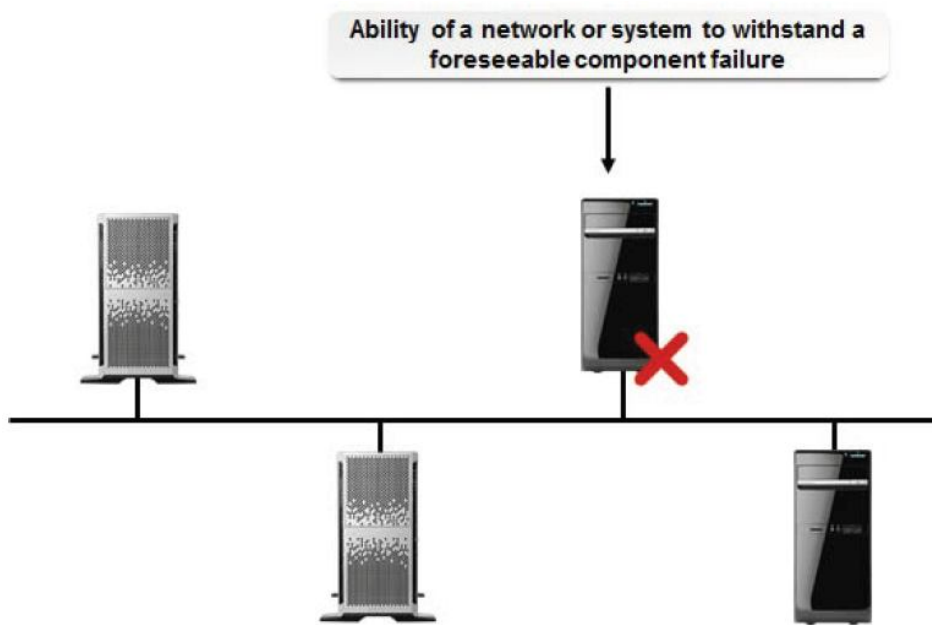 Ability of a network or system to withstand a
foreseeable component failure